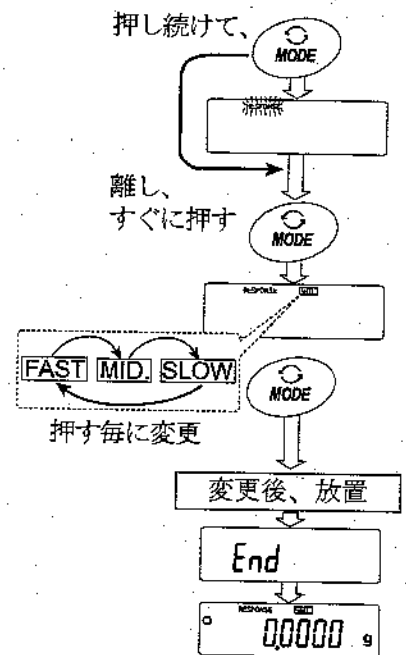 押し続けて、
MODE
RESPONSE
離し、
すぐに押す
MODE
RESPONSE MID.
FAST MID. SLOW
MODE
押す毎に変更
変更後、放置
End
RESPONSE
0.0000 g